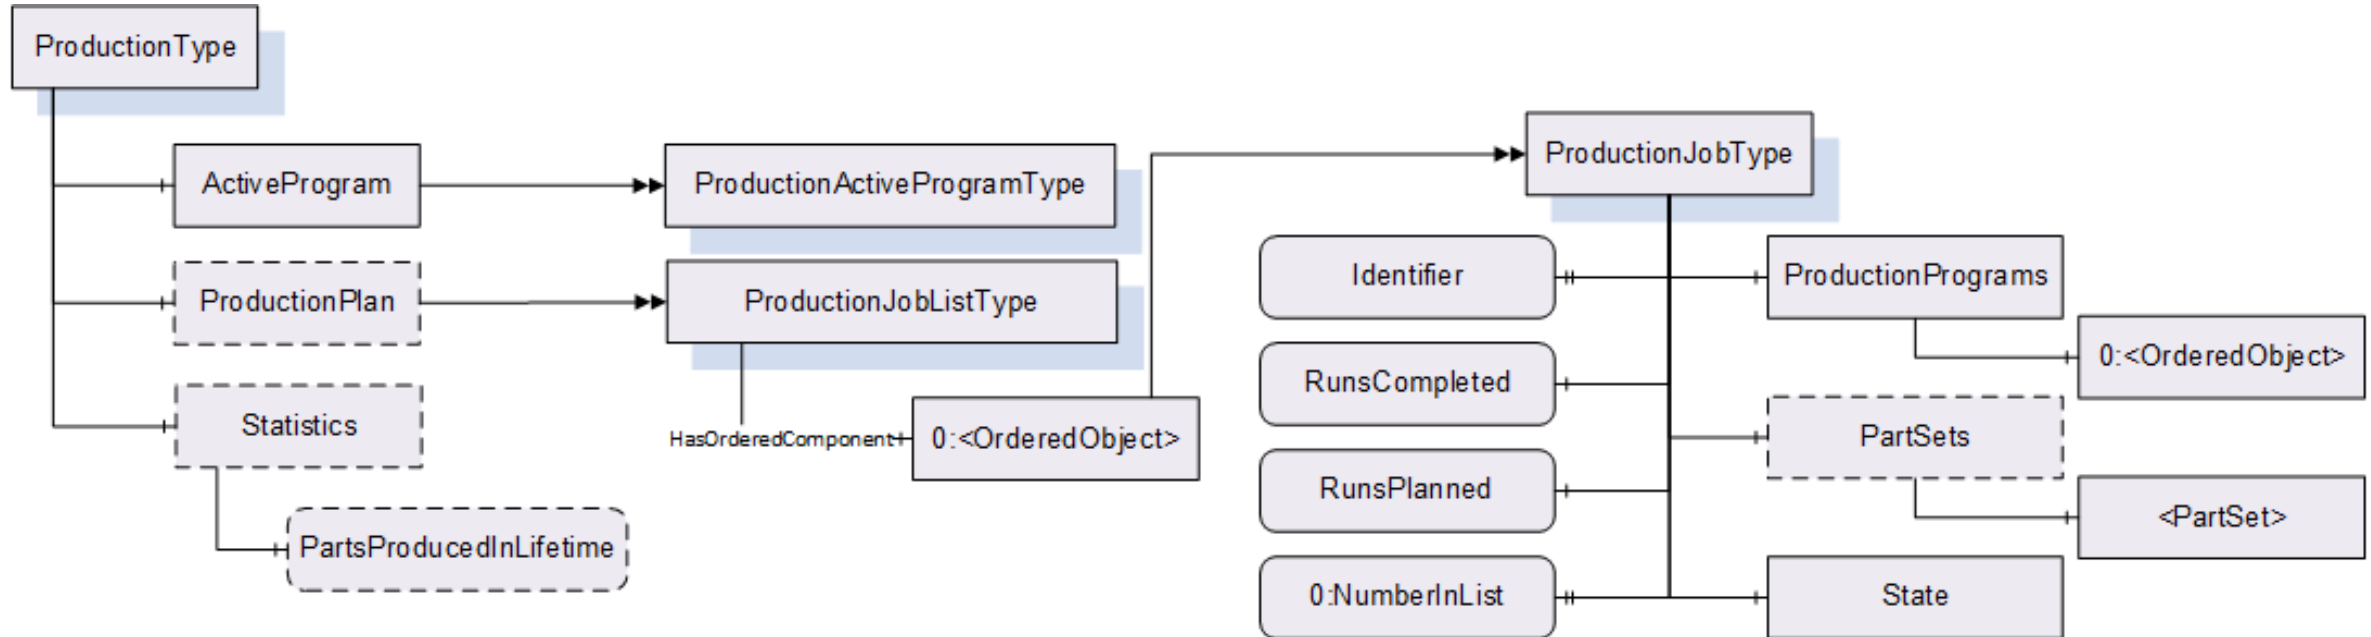 ProductionType
ActiveProgram
ProductionActiveProgramType
ProductionJobType
ProductionPlan
ProductionJobListType
Identifier
ProductionPrograms
0:<OrderedObject>
RunsCompleted
Statistics
HasOrderedComponent
0:<OrderedObject>
PartSets
RunsPlanned
<PartSet>
PartsProducedInLifetime
0:NumberInList
State